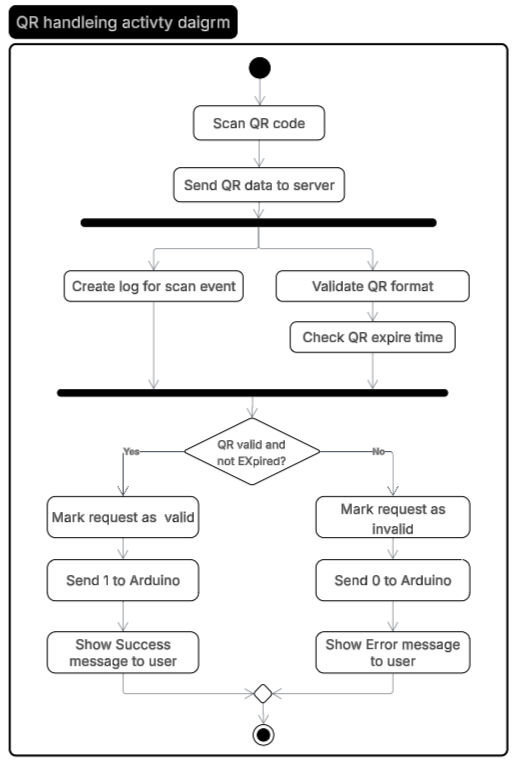 QR handleing activty daigrm
Scan QR code
Send QR data to server
Create log for scan event
Validate QR format
Check QR expire time
QR valid and
not EXpired?
Yes
No
Mark request as valid
Mark request as
invalid
Send 1 to Arduino
Send 0 to Arduino
Show Success
message to user
Show Error message
to user